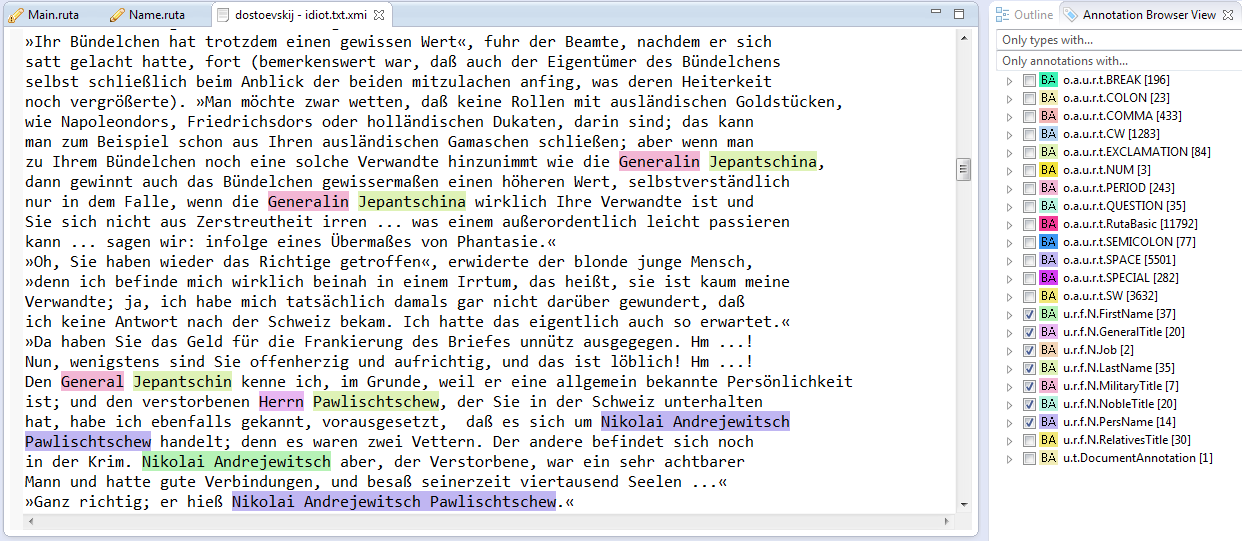 Main.ruta
Name.ruta
dostoevskij - idiot.txt.xmi
»Ihr Bündelchen hat trotzdem einen gewissen Wert«, fuhr der Beamte, nachdem er sich
satt gelacht hatte, fort (bemerkenswert war, daß auch der Eigentümer des Bündelchens
selbst schließlich beim Anblick der beiden mitzulachen anfing, was deren Heiterkeit
noch vergrößerte). »Man möchte zwar wetten, daß keine Rollen mit ausländischen Goldstücken,
wie Napoleondors, Friedrichsdors oder holländischen Dukaten, darin sind; das kann
man zum Beispiel schon aus Ihren ausländischen Gamaschen schließen; aber wenn man
zu Ihrem Bündelchen noch eine solche Verwandte hinzunimmt wie die Generalin Jepantschina,
dann gewinnt auch das Bündelchen gewissermaßen einen höheren Wert, selbstverständlich
nur in dem Falle, wenn die Generalin Jepantschina wirklich Ihre Verwandte ist und
Sie sich nicht aus Zerstreutheit irren ... was einem außerordentlich leicht passieren
kann ... sagen wir: infolge eines Übermaßes von Phantasie.«
»Oh, Sie haben wieder das Richtige getroffen«, erwiderte der blonde junge Mensch,
»denn ich befinde mich wirklich beinah in einem Irrtum, das heißt, sie ist kaum meine
Verwandte; ja, ich habe mich tatsächlich damals gar nicht darüber gewundert, daß
ich keine Antwort nach der Schweiz bekam. Ich hatte das eigentlich auch so erwartet.«
»Da haben Sie das Geld für die Frankierung des Briefes unnütz ausgegegen. Hm ...!
Nun, wenigstens sind Sie offenherzig und aufrichtig, und das ist löblich! Hm ...!
Den General Jepantschin kenne ich, im Grunde, weil er eine allgemein bekannte Persönlichkeit
ist; und den verstorbenen Herrn Pawlischtschew, der Sie in der Schweiz unterhalten
hat, habe ich ebenfalls gekannt, vorausgesetzt,  daß es sich um Nikolai Andrejewitsch
Pawlischtschew handelt; denn es waren zwei Vettern. Der andere befindet sich noch
in der Krim. Nikolai Andrejewitsch aber, der Verstorbene, war ein sehr achtbarer
Mann und hatte gute Verbindungen, und besaß seinerzeit viertausend Seelen ...«
»Ganz richtig; er hieß Nikolai Andrejewitsch Pawlischtschew.«
Outline
Annotation Browser View
Only types with...
Only annotations with...
BA o.a.u.r.t.BREAK [196]
BA o.a.u.r.t.COLON [23]
BA o.a.u.r.t.COMMA [433]
BA o.a.u.r.t.CW [1283]
BA o.a.u.r.t.EXCLAMATION [84]
BA o.a.u.r.t.NUM [3]
BA o.a.u.r.t.PERIOD [243]
BA o.a.u.r.t.QUESTION [35]
BA o.a.u.r.t.RutaBasic [11792]
BA o.a.u.r.t.SEMICOLON [77]
BA o.a.u.r.t.SPACE [5501]
BA o.a.u.r.t.SPECIAL [282]
BA o.a.u.r.t.SW [3632]
BA u.r.f.N.FirstName [37]
BA u.r.f.N.GeneralTitle [20]
BA u.r.f.N.Job [2]
BA u.r.f.N.LastName [35]
BA u.r.f.N.MilitaryTitle [7]
BA u.r.f.N.NobleTitle [20]
BA u.r.f.N.PersName [14]
BA u.r.f.N.RelativesTitle [30]
BA u.t.DocumentAnnotation [1]